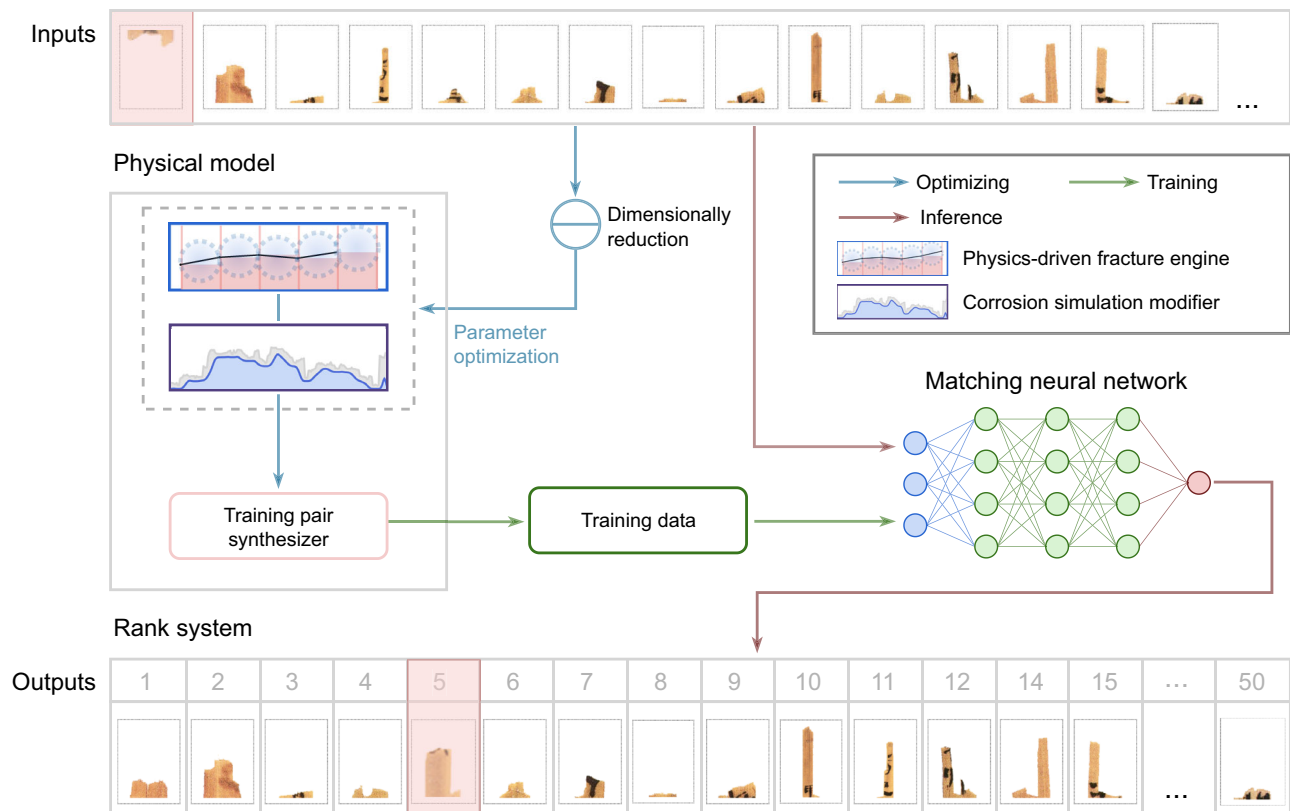 Inputs
...
Physical model
Dimensionally
reduction
Parameter
optimization
Optimizing
Training
Inference
Physics-driven fracture engine
Corrosion simulation modifier
Matching neural network
Training pair
synthesizer
Training data
Rank system
Outputs
1 2 3 4 5 6 7 8 9 10 11 12 14 15 ... 50
...